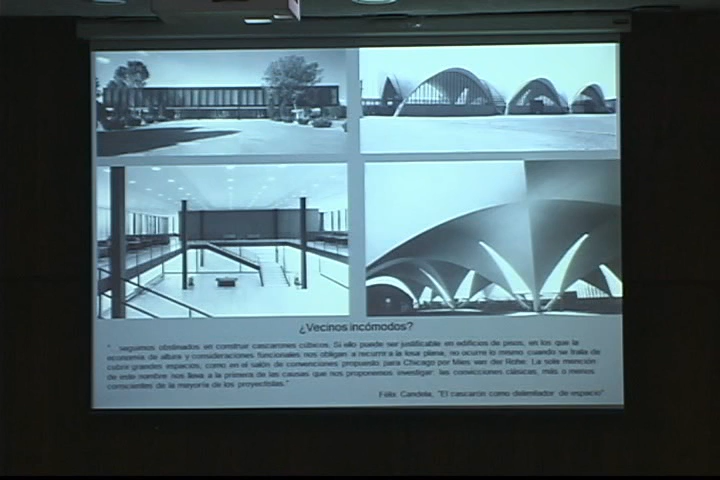 ¿Vecinos incómodos?
"... seguimos obstinados en construir cascarones cúbicos. Si ello puede ser justificable en edificios de pisos, en los que la
economía de altura y consideraciones funcionales nos obligan a recurrir a la losa plana, no ocurre lo mismo cuando se trata de
cubrir grandes espacios, como en el salón de convenciones propuesto para Chicago por Mies van der Rohe. La sola mención
de este nombre nos lleva a la primera de las causas que nos proponemos investigar: las convicciones clásicas, más o menos
conscientes de la mayoría de los proyectistas."
Félix Candela, "El cascarón como delimitador de espacio"